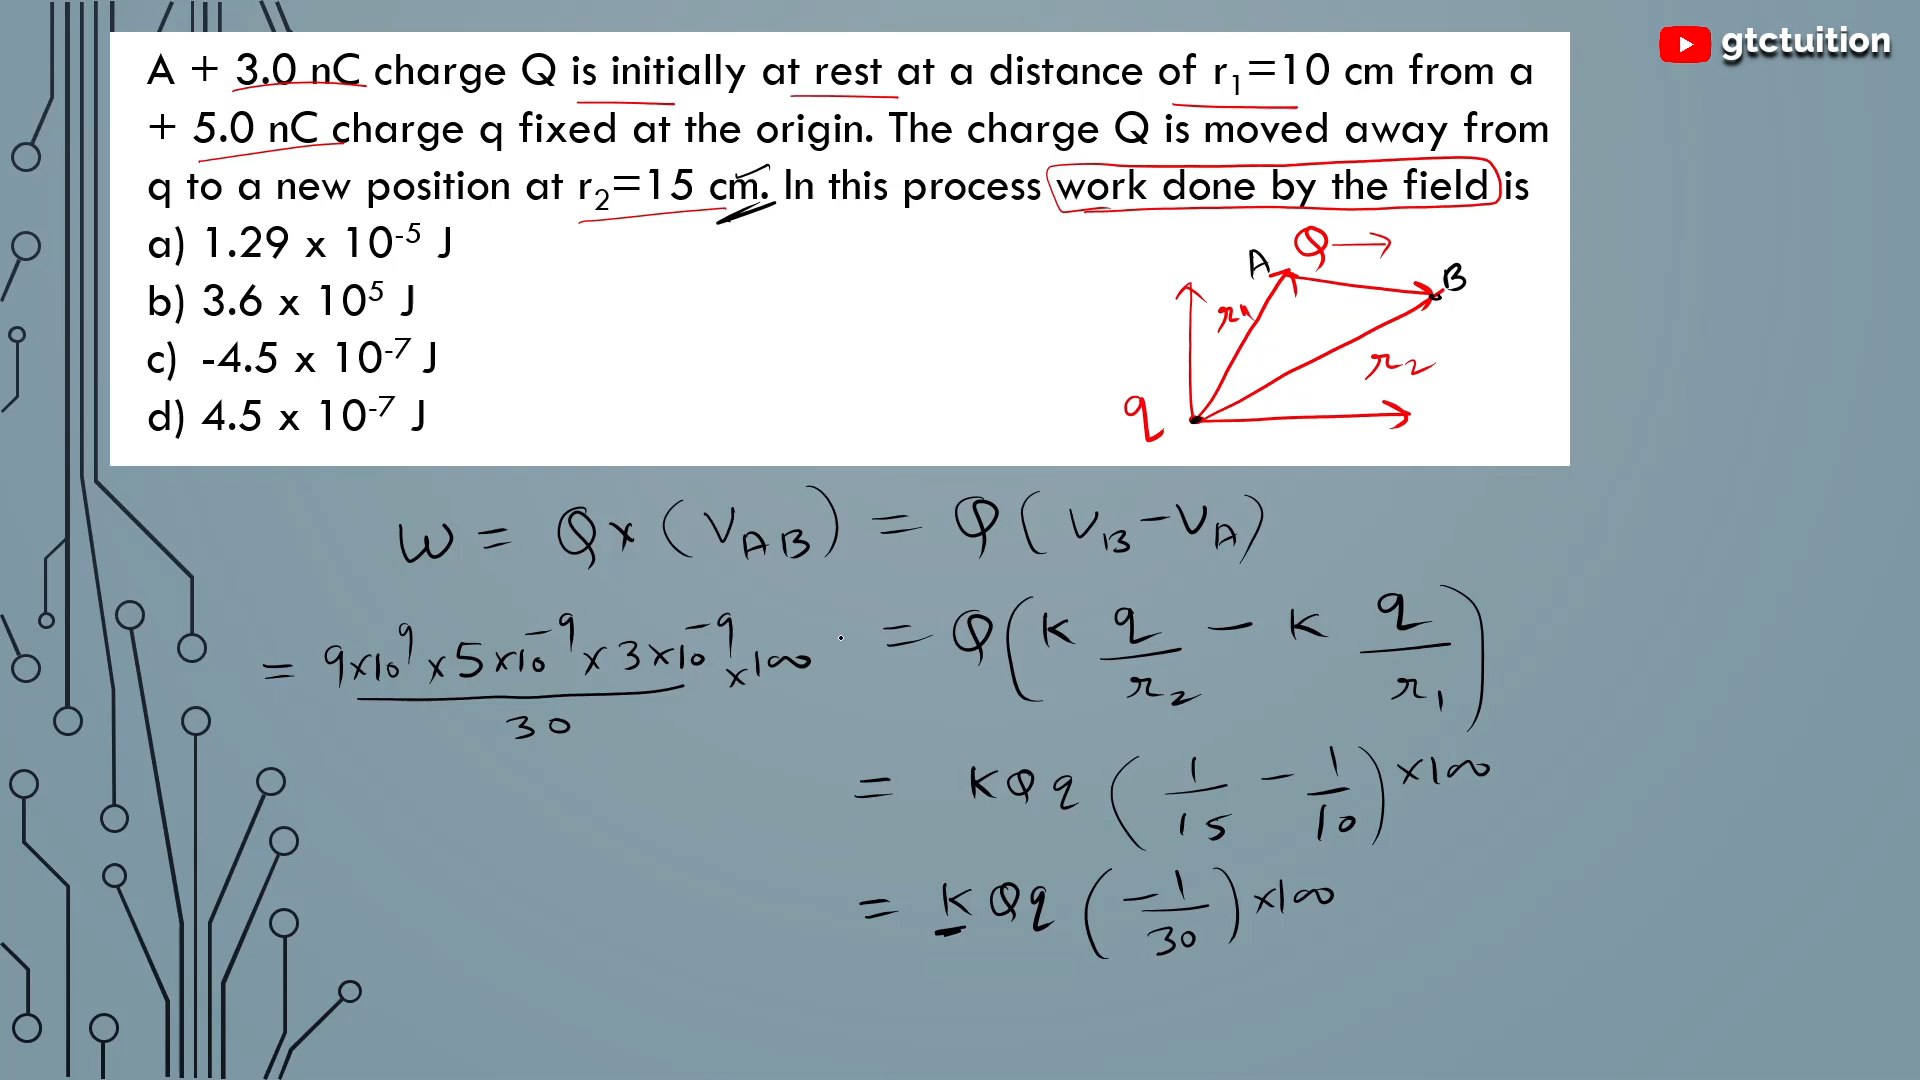 gtctuition
A + 3.0 nC charge Q is initially at rest at a distance of r₁=10 cm from a
+ 5.0 nC charge q fixed at the origin. The charge Q is moved away from
q to a new position at r₂=15 cm. In this process work done by the field is
a) 1.29 x 10⁻⁵ J
b) 3.6 x 10⁵ J
c) -4.5 x 10⁻⁷ J
d) 4.5 x 10⁻⁷ J
A Q → B
r₁
r₂
q
W = Q x (V_AB) = Q (V_B - V_A)
= 9x10⁹ x 5x10⁻⁹ x 3x10⁻⁹ x100 / 30
= Q (K q/r₂ - K q/r₁)
= KQq (1/15 - 1/10) x100
= KQq (-1/30) x100